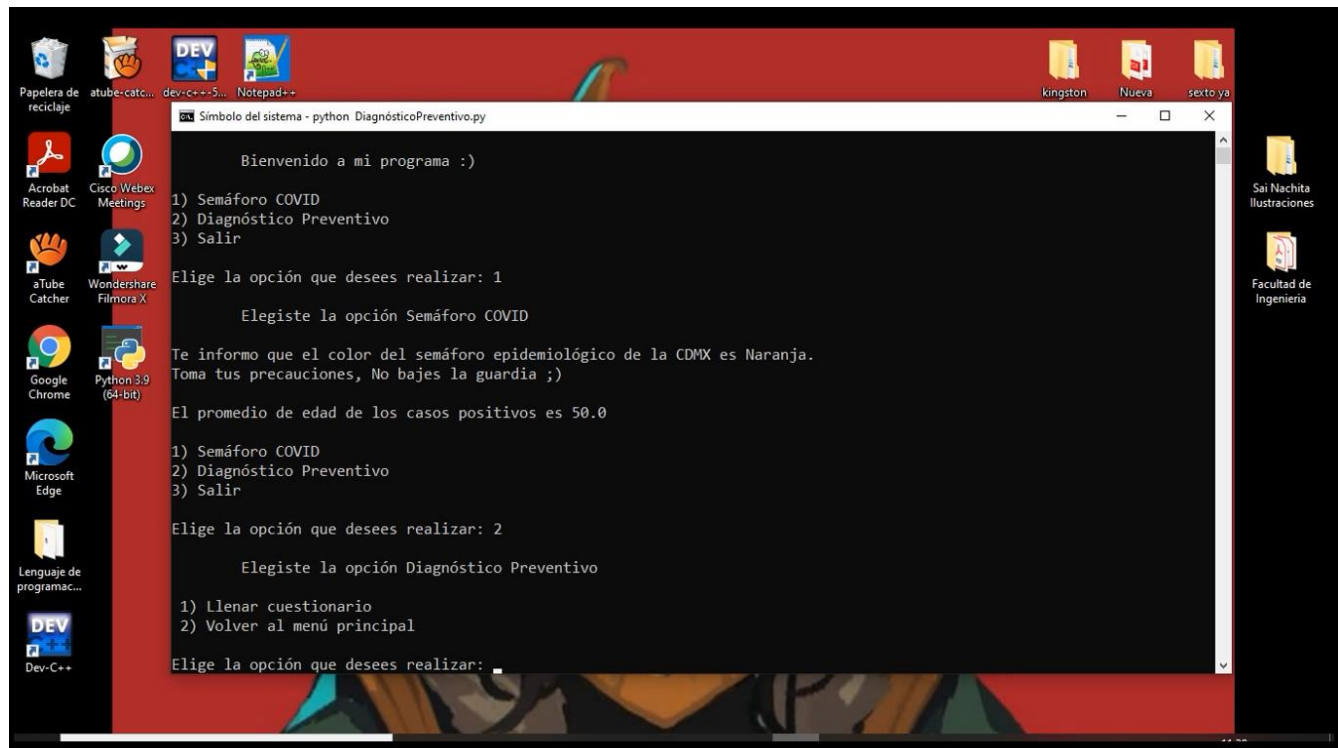 Papelera de
reciclaje
atube-catc...
DEV
C++
dev-c++-5...
Notepad++
kingston
Nueva
sexto ya
Acrobat
Reader DC
Cisco Webex
Meetings
aTube
Catcher
Wondershare
Filmora X
Google
Chrome
Python 3.9
(64-bit)
Microsoft
Edge
Lenguaje de
programac...
DEV
C++
Dev-C++
Sai Nachita
Ilustraciones
Facultad de
Ingenieria
Símbolo del sistema - python DiagnósticoPreventivo.py
Bienvenido a mi programa :)
1) Semáforo COVID
2) Diagnóstico Preventivo
3) Salir
Elige la opción que desees realizar: 1
Elegiste la opción Semáforo COVID
Te informo que el color del semáforo epidemiológico de la CDMX es Naranja.
Toma tus precauciones, No bajes la guardia ;)
El promedio de edad de los casos positivos es 50.0
1) Semáforo COVID
2) Diagnóstico Preventivo
3) Salir
Elige la opción que desees realizar: 2
Elegiste la opción Diagnóstico Preventivo
1) Llenar cuestionario
2) Volver al menú principal
Elige la opción que desees realizar: